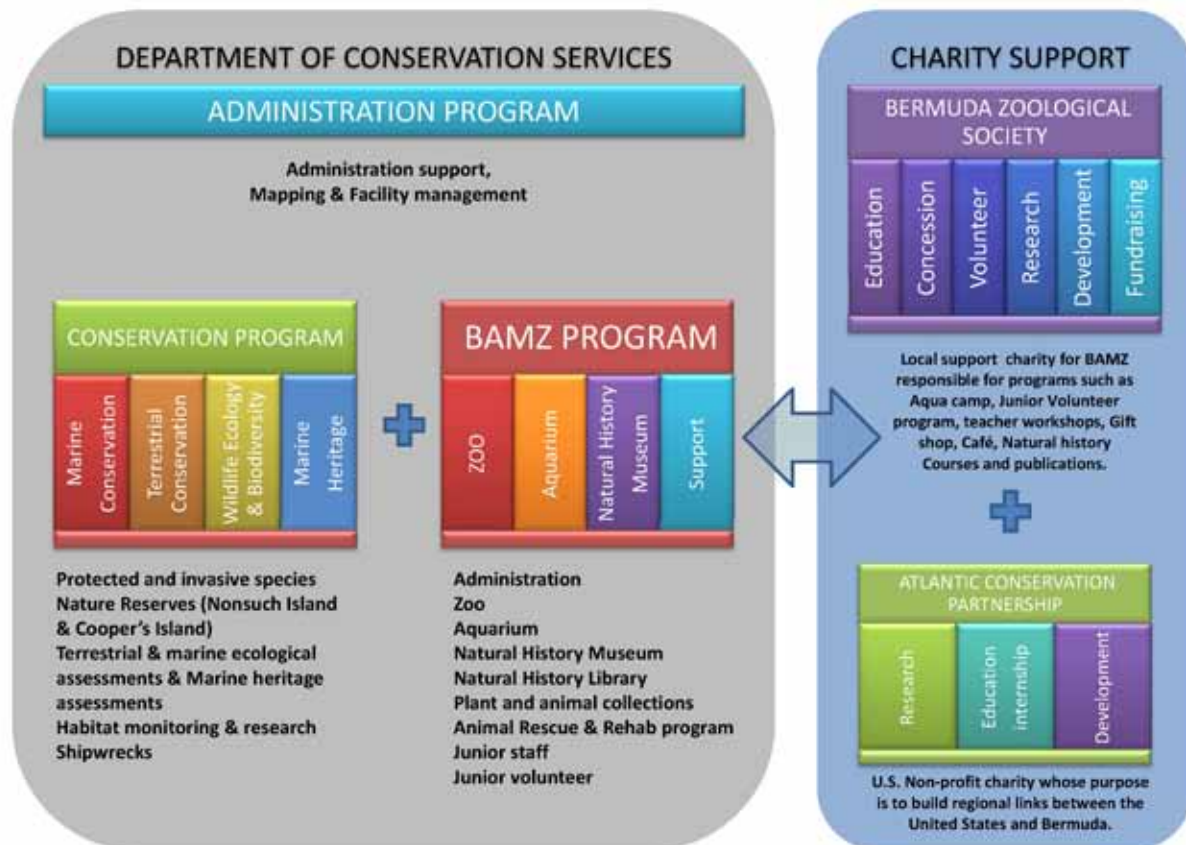 DEPARTMENT OF CONSERVATION SERVICES
ADMINISTRATION PROGRAM
Administration support,
Mapping & Facility management
CONSERVATION PROGRAM
Marine
Conservation
Terrestrial
Conservation
Wildlife Ecology
& Biodiversity
Marine
Heritage
Protected and invasive species
Nature Reserves (Nonsuch Island
& Cooper's Island)
Terrestrial & marine ecological
assessments & Marine heritage
assessments
Habitat monitoring & research
Shipwrecks
BAMZ PROGRAM
ZOO
Aquarium
Natural History
Museum
Support
Administration
Zoo
Aquarium
Natural History Museum
Natural History Library
Plant and animal collections
Animal Rescue & Rehab program
Junior staff
Junior volunteer
CHARITY SUPPORT
BERMUDA ZOOLOGICAL
SOCIETY
Education
Concession
Volunteer
Research
Development
Fundraising
Local support charity for BAMZ
responsible for programs such as
Aqua camp, Junior Volunteer
program, teacher workshops, Gift
shop, Café, Natural history
Courses and publications.
ATLANTIC CONSERVATION
PARTNERSHIP
Research
Education
internship
Development
U.S. Non-profit charity whose purpose
is to build regional links between the
United States and Bermuda.